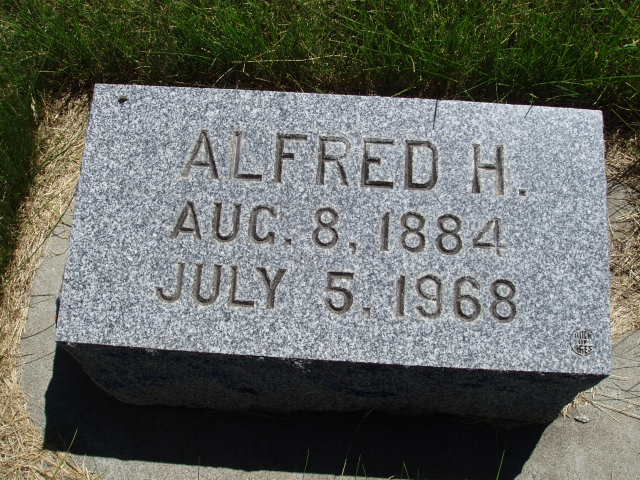 ALFRED H.
AUG. 8, 1884
JULY 5, 1968